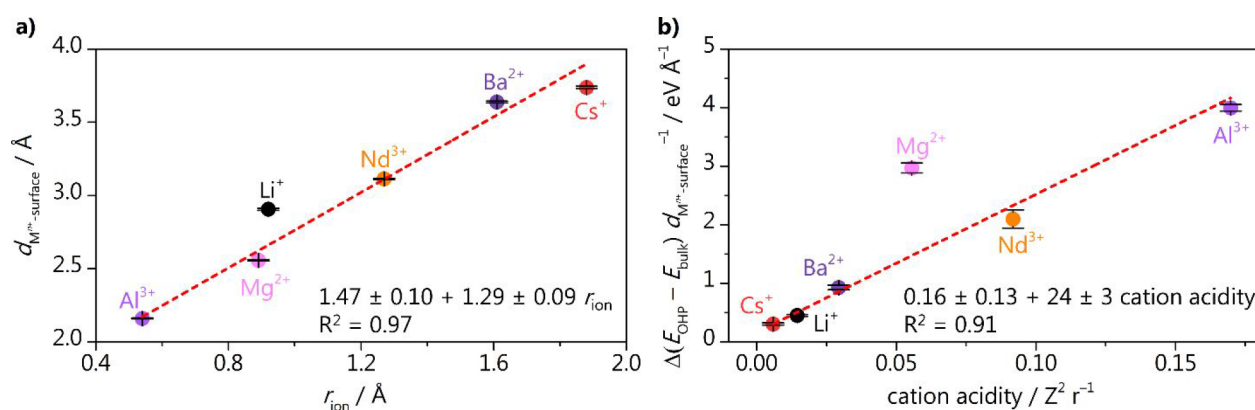 a)
4.0
3.5
3.0
2.5
2.0
d_Mⁿ⁺-surface / Å
Al³⁺
Li⁺
Mg²⁺
Nd³⁺
Ba²⁺
Cs⁺
1.47 ± 0.10 + 1.29 ± 0.09 r_ion
R² = 0.97
0.4 0.8 1.2 1.6 2.0
r_ion / Å
b)
5
4
3
2
1
0
Δ(E_OHP − E_bulk) d_Mⁿ⁺-surface⁻¹ / eV Å⁻¹
Cs⁺
Li⁺
Ba²⁺
Mg²⁺
Nd³⁺
Al³⁺
0.16 ± 0.13 + 24 ± 3 cation acidity
R² = 0.91
0.00 0.05 0.10 0.15
cation acidity / Z² r⁻¹